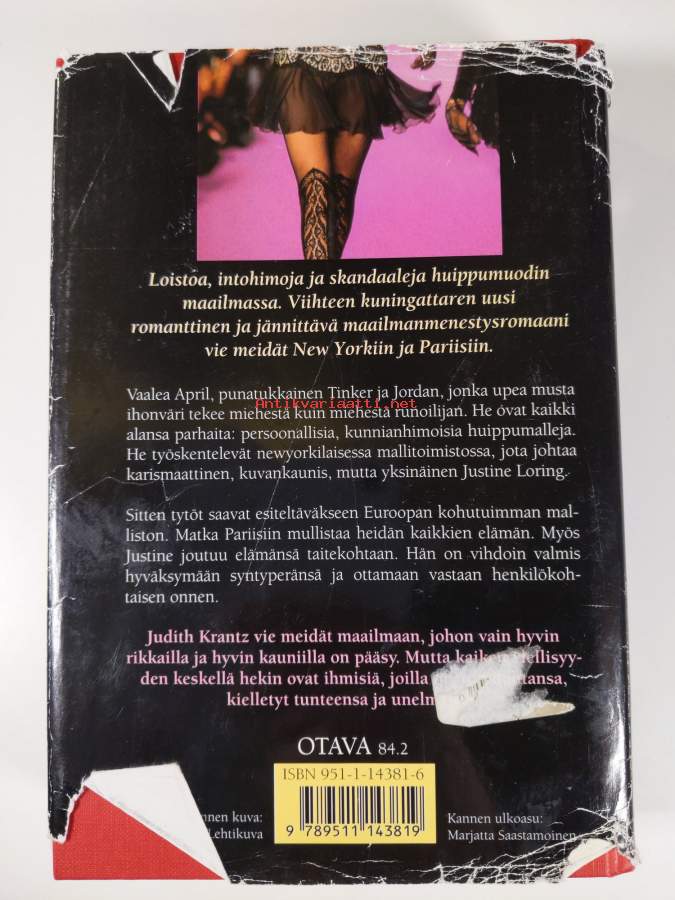 Loistoa, intohimoja ja skandaaleja huippumuodin
maailmassa. Viihteen kuningattaren uusi
romanttinen ja jännittävä maailmanmenestysromaani
vie meidät New Yorkiin ja Pariisiin.
Vaalea April, punatukkainen Tinker ja Jordan, jonka upea musta
ihonväri tekee miehestä kuin miehestä runoilijan. He ovat kaikki
Antikvariaatti.net
alansa parhaita: persoonallisia, kunnianhimoisia huippumalleja.
He työskentelevät newyorkilaisessa mallitoimistossa, jota johtaa
karismaattinen, kuvankaunis, mutta yksinäinen Justine Loring.
Sitten tytöt saavat esiteltäväkseen Euroopan kohutuimman mal-
liston. Matka Pariisiin mullistaa heidän kaikkien elämän. Myös
Justine joutuu elämänsä taitekohtaan. Hän on vihdoin valmis
hyväksymään syntyperänsä ja ottamaan vastaan henkilökoh-
taisen onnen.
Judith Krantz vie meidät maailmaan, johon vain hyvin
rikkailla ja hyvin kauniilla on pääsy. Mutta kaiken
den keskellä hekin ovat ihmisiä, joilla
kielletyt tunteensa ja
OTAVA 84.2
ISBN 951-1-14381-6
9 789511 143819
kuva:
Lehtikuva
Kannen ulkoasu:
Marjatta Saastamoinen